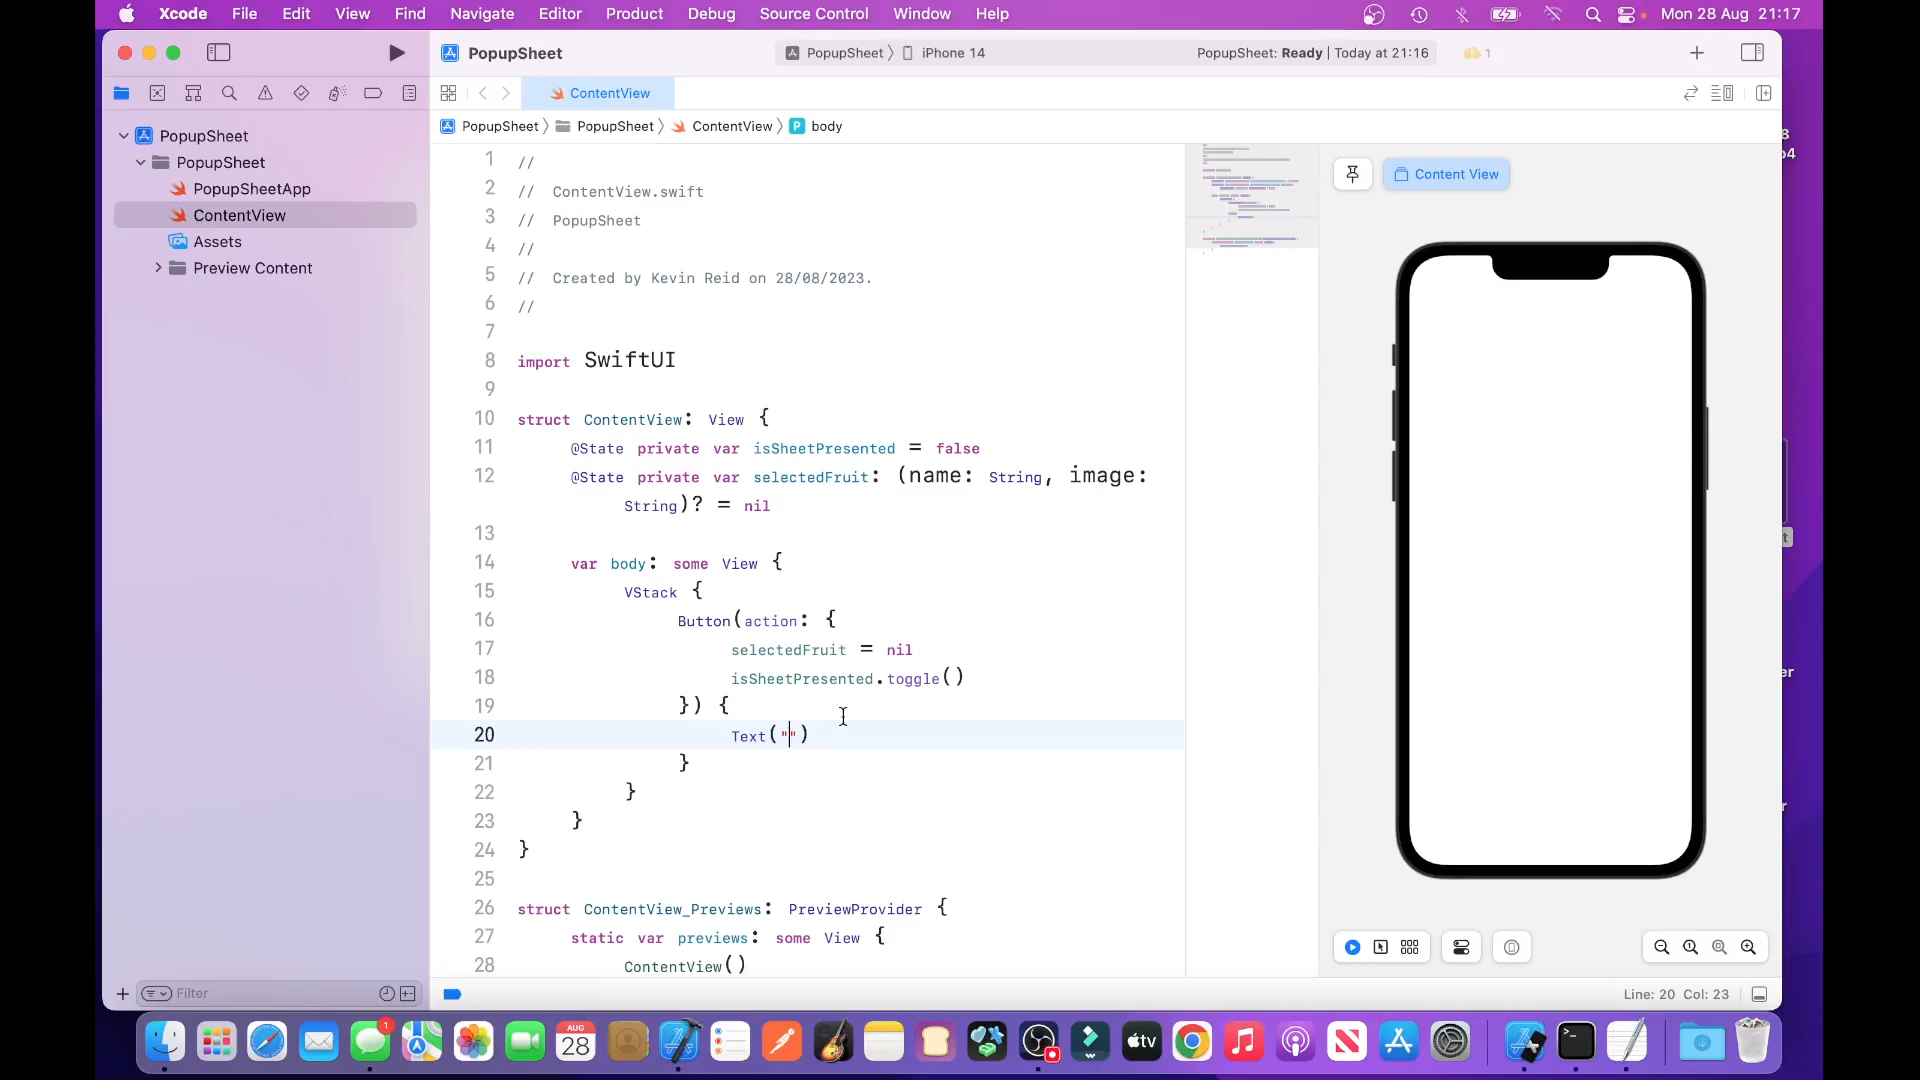 Xcode File Edit View Find Navigate Editor Product Debug Source Control Window Help Mon 28 Aug 21:17
PopupSheet PopupSheet iPhone 14 PopupSheet: Ready | Today at 21:16 1
ContentView
PopupSheet PopupSheet ContentView P body
PopupSheet
PopupSheet
PopupSheetApp
ContentView
Assets
Preview Content
Filter
1 //
2 // ContentView.swift
3 // PopupSheet
4 //
5 // Created by Kevin Reid on 28/08/2023.
6 //
7
8 import SwiftUI
9
10 struct ContentView: View {
11 @State private var isSheetPresented = false
12 @State private var selectedFruit: (name: String, image:
String)? = nil
13
14 var body: some View {
15 VStack {
16 Button(action: {
17 selectedFruit = nil
18 isSheetPresented.toggle()
19 }) {
20 Text("")
21 }
22 }
23 }
24 }
25
26 struct ContentView_Previews: PreviewProvider {
27 static var previews: some View {
28 ContentView()
Content View
Line: 20 Col: 23
1
AUG
28
tv